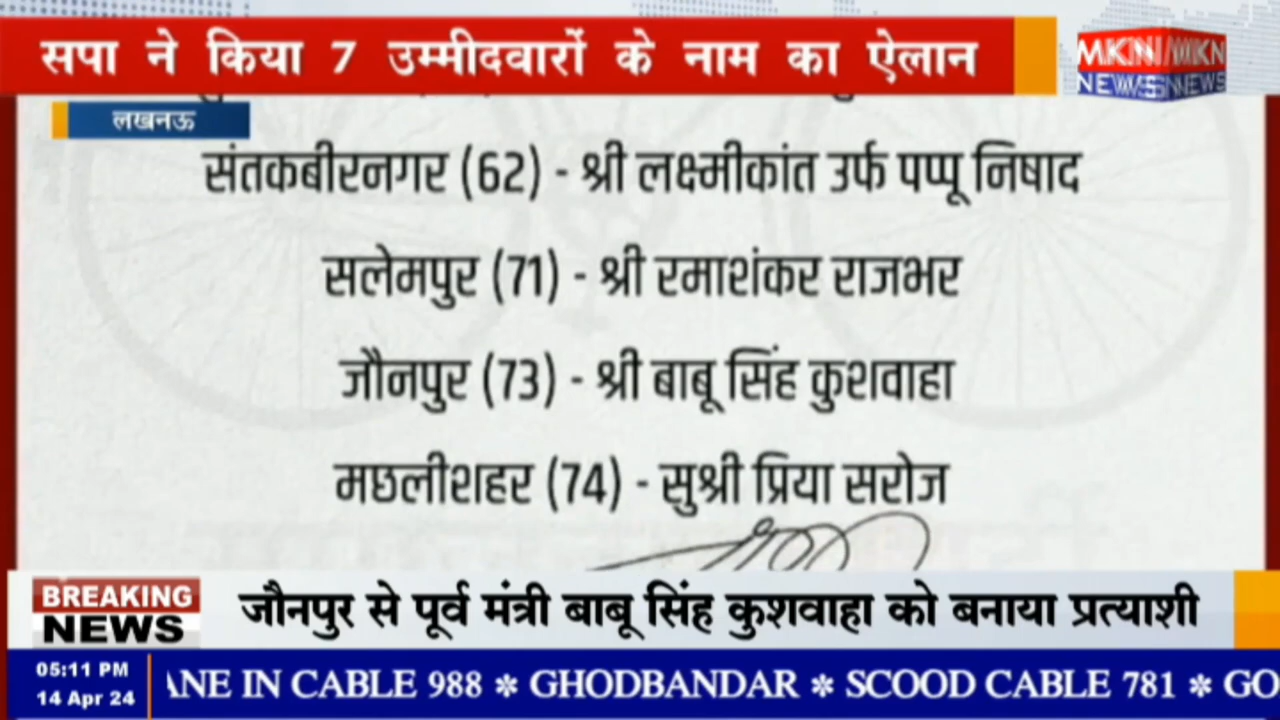 सपा ने किया 7 उम्मीदवारों के नाम का ऐलान
MKN
NEWS
MKN
NEWS
लखनऊ
संतकबीरनगर (62) - श्री लक्ष्मीकांत उर्फ पप्पू निषाद
सलेमपुर (71) - श्री रमाशंकर राजभर
जौनपुर (73) - श्री बाबू सिंह कुशवाहा
मछलीशहर (74) - सुश्री प्रिया सरोज
BREAKING
NEWS
जौनपुर से पूर्व मंत्री बाबू सिंह कुशवाहा को बनाया प्रत्याशी
05:11 PM
14 Apr 24
ANE IN CABLE 988 * GHODBANDAR * SCOOD CABLE 781 * GO